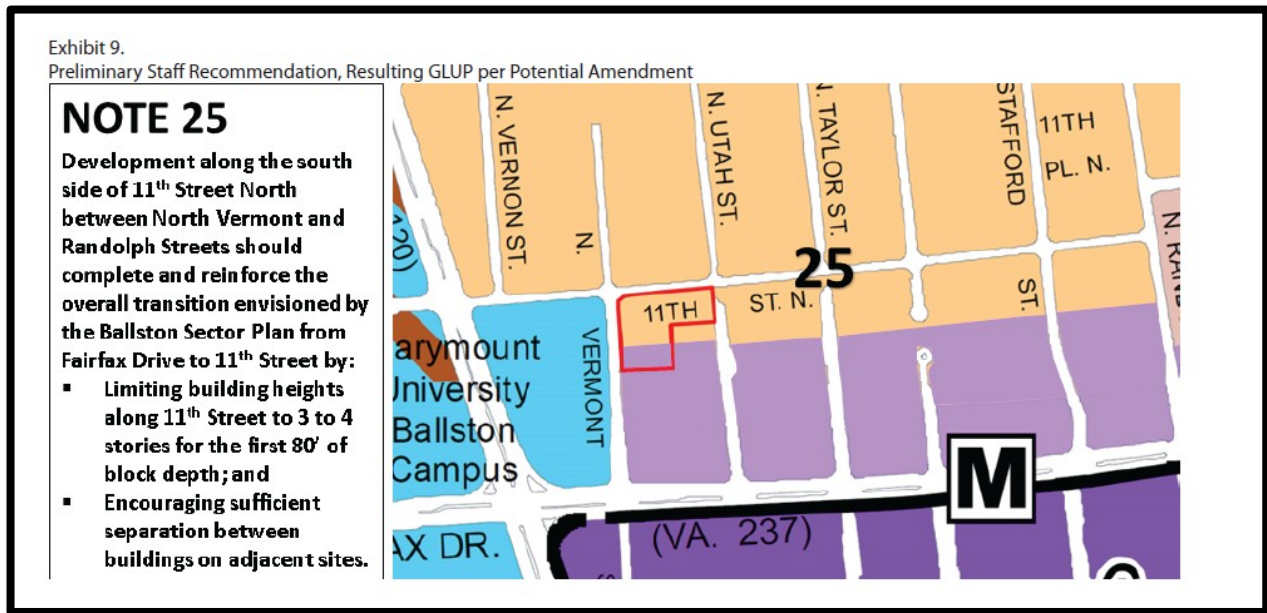 Exhibit 9.
Preliminary Staff Recommendation, Resulting GLUP per Potential Amendment
NOTE 25
Development along the south
side of 11th Street North
between North Vermont and
Randolph Streets should
complete and reinforce the
overall transition envisioned by
the Ballston Sector Plan from
Fairfax Drive to 11th Street by:
▪ Limiting building heights
along 11th Street to 3 to 4
stories for the first 80' of
block depth; and
▪ Encouraging sufficient
separation between
buildings on adjacent sites.
N. VERNON ST.
N.
N. UTAH ST.
N. TAYLOR ST.
STAFFORD
11TH
PL. N.
120)
25
N. RAND
11TH
ST. N.
ST.
VERMONT
arymount
University
Ballston
Campus
M
AX DR.
(VA. 237)